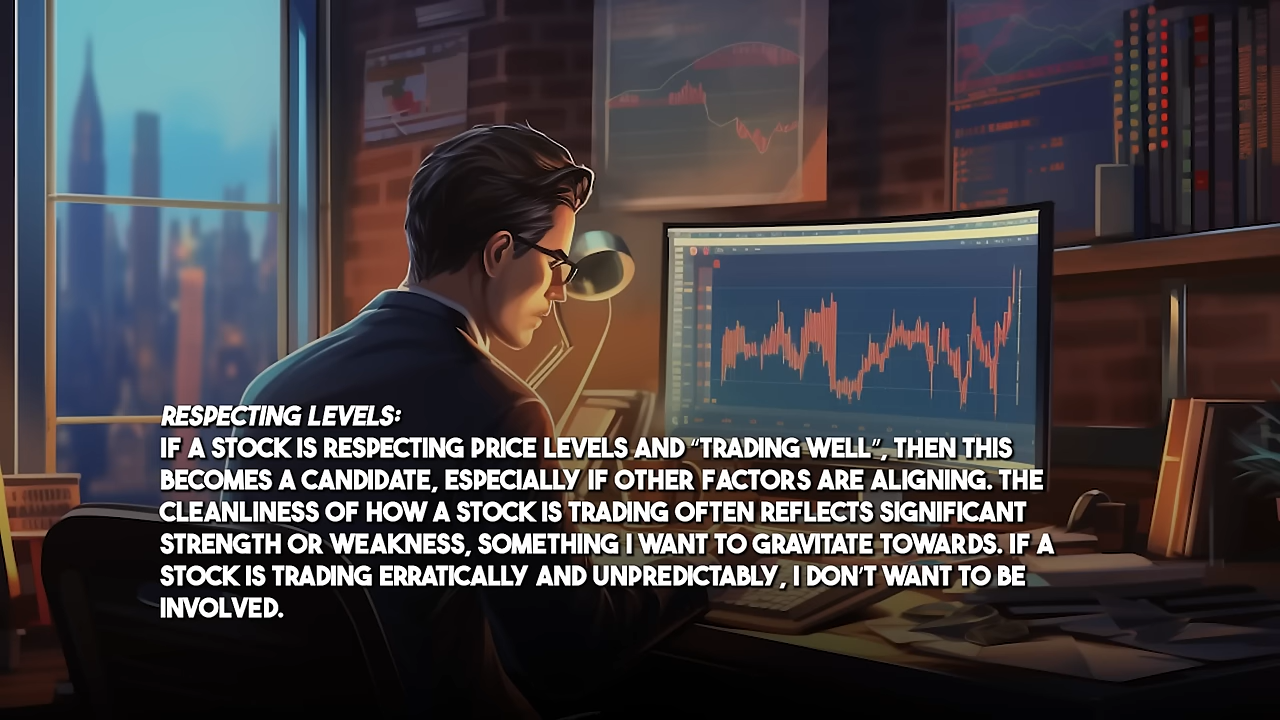 RESPECTING LEVELS:
IF A STOCK IS RESPECTING PRICE LEVELS AND “TRADING WELL”, THEN THIS
BECOMES A CANDIDATE, ESPECIALLY IF OTHER FACTORS ARE ALIGNING. THE
CLEANLINESS OF HOW A STOCK IS TRADING OFTEN REFLECTS SIGNIFICANT
STRENGTH OR WEAKNESS, SOMETHING I WANT TO GRAVITATE TOWARDS. IF A
STOCK IS TRADING ERRATICALLY AND UNPREDICTABLY, I DON'T WANT TO BE
INVOLVED.